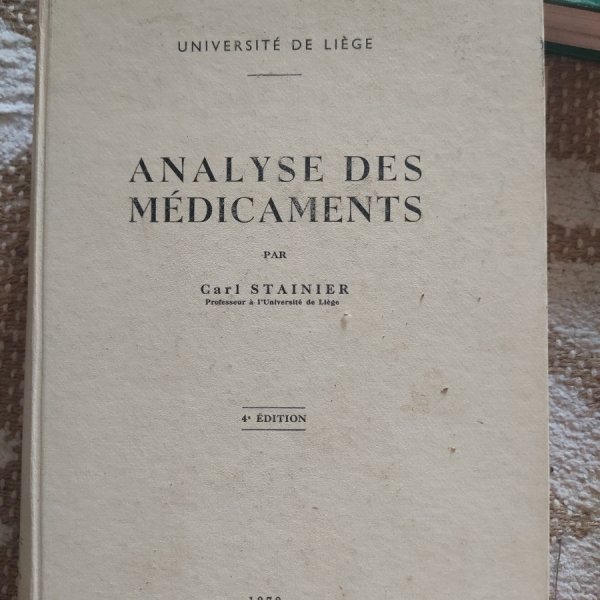 UNIVERSITÉ DE LIÈGE
ANALYSE DES
MÉDICAMENTS
PAR
Carl STAINIER
Professeur à l'Université de Liège
4e ÉDITION